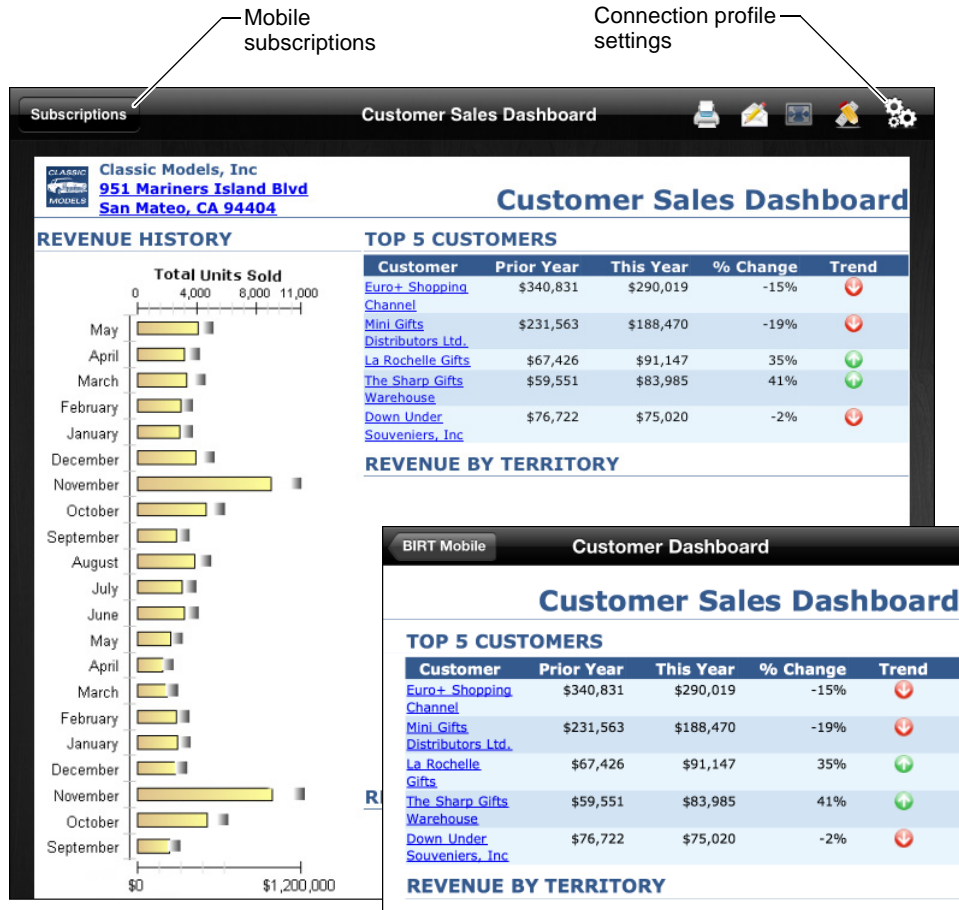 Mobile
subscriptions
Connection profile
settings
Subscriptions
Customer Sales Dashboard
CLASSIC
MODELS
Classic Models, Inc
951 Mariners Island Blvd
San Mateo, CA 94404
Customer Sales Dashboard
REVENUE HISTORY
Total Units Sold
0 4,000 8,000 11,000
May
April
March
February
January
December
November
October
September
August
July
June
May
April
March
February
January
December
November
October
September
$0 $1,200,000
TOP 5 CUSTOMERS
Customer Prior Year This Year % Change Trend
Euro+ Shopping
Channel $340,831 $290,019 -15%
Mini Gifts
Distributors Ltd. $231,563 $188,470 -19%
La Rochelle Gifts $67,426 $91,147 35%
The Sharp Gifts
Warehouse $59,551 $83,985 41%
Down Under
Souveniers, Inc $76,722 $75,020 -2%
REVENUE BY TERRITORY
R
BIRT Mobile
Customer Dashboard
Customer Sales Dashboard
TOP 5 CUSTOMERS
Customer Prior Year This Year % Change Trend
Euro+ Shopping
Channel $340,831 $290,019 -15%
Mini Gifts
Distributors Ltd. $231,563 $188,470 -19%
La Rochelle
Gifts $67,426 $91,147 35%
The Sharp Gifts
Warehouse $59,551 $83,985 41%
Down Under
Souveniers, Inc $76,722 $75,020 -2%
REVENUE BY TERRITORY